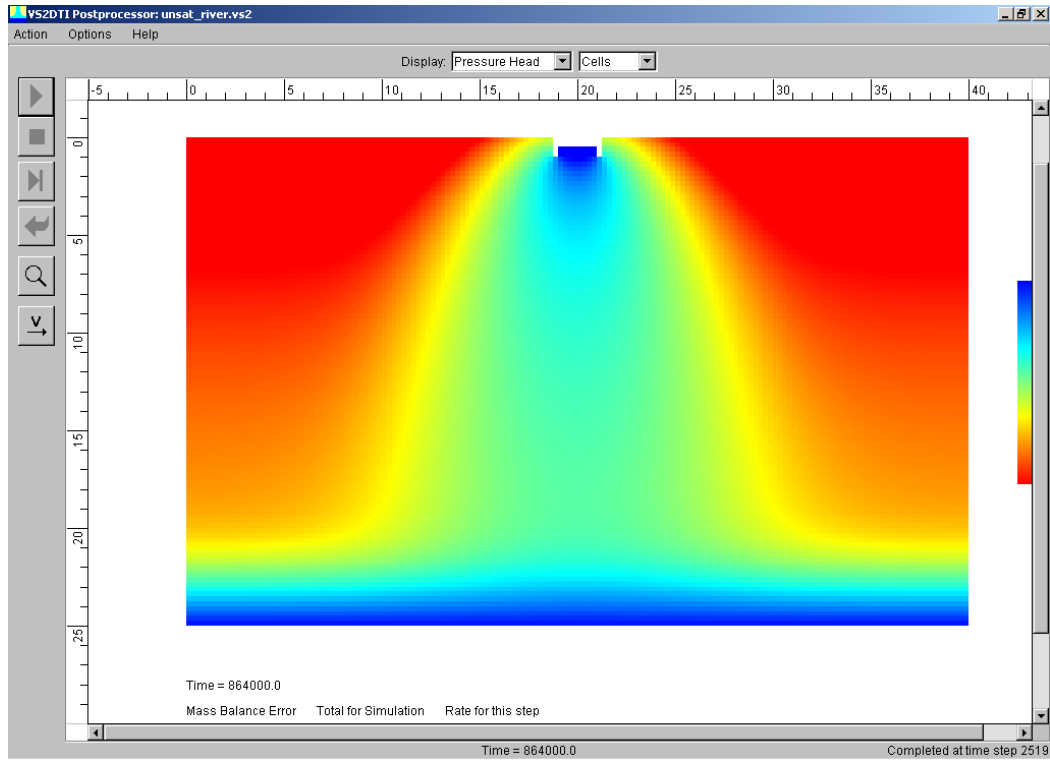 VS2DTI Postprocessor: unsat_river.vs2
Action Options Help
Display: Pressure Head Cells
-5 0 5 10 15 20 25 30 35 40
0
5
10
15
20
25
V
Time = 864000.0
Mass Balance Error Total for Simulation Rate for this step
Time = 864000.0 Completed at time step 2519